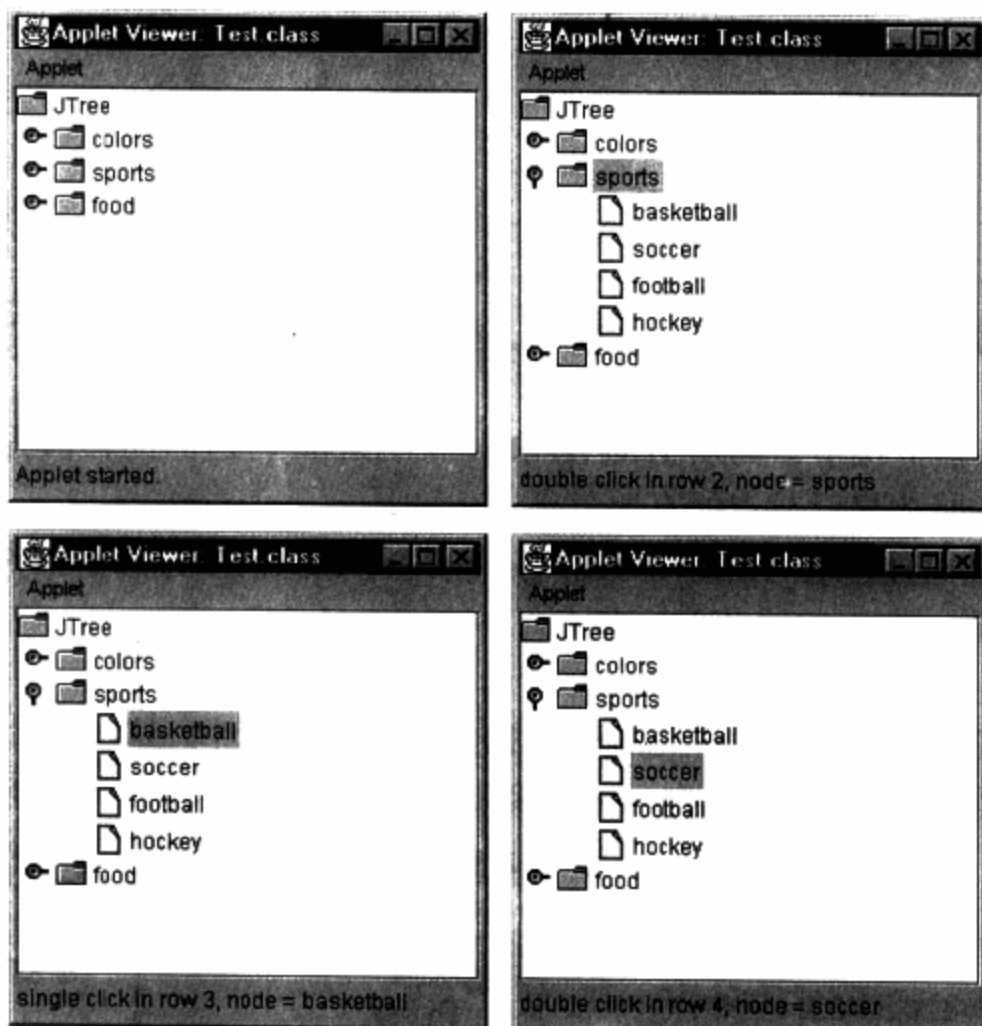 Applet Viewer: Test.class
Applet
JTree
colors
sports
food
Applet started.
Applet Viewer: Test.class
Applet
JTree
colors
sports
basketball
soccer
football
hockey
food
double click in row 2, node = sports
Applet Viewer: Test.class
Applet
JTree
colors
sports
basketball
soccer
football
hockey
food
single click in row 3, node = basketball
Applet Viewer: Test.class
Applet
JTree
colors
sports
basketball
soccer
football
hockey
food
double click in row 4, node = soccer